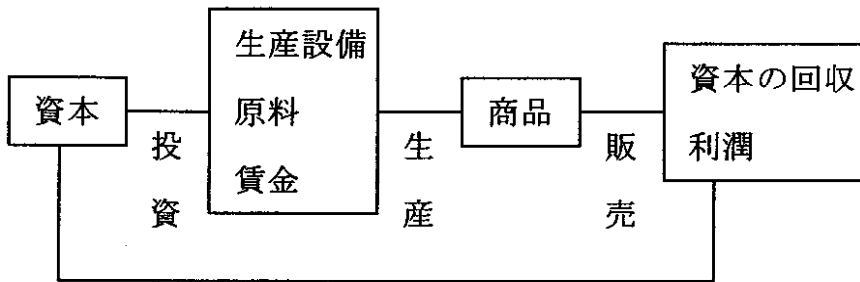 資本
投資
生産設備
原料
賃金
生産
商品
販売
資本の回収
利潤